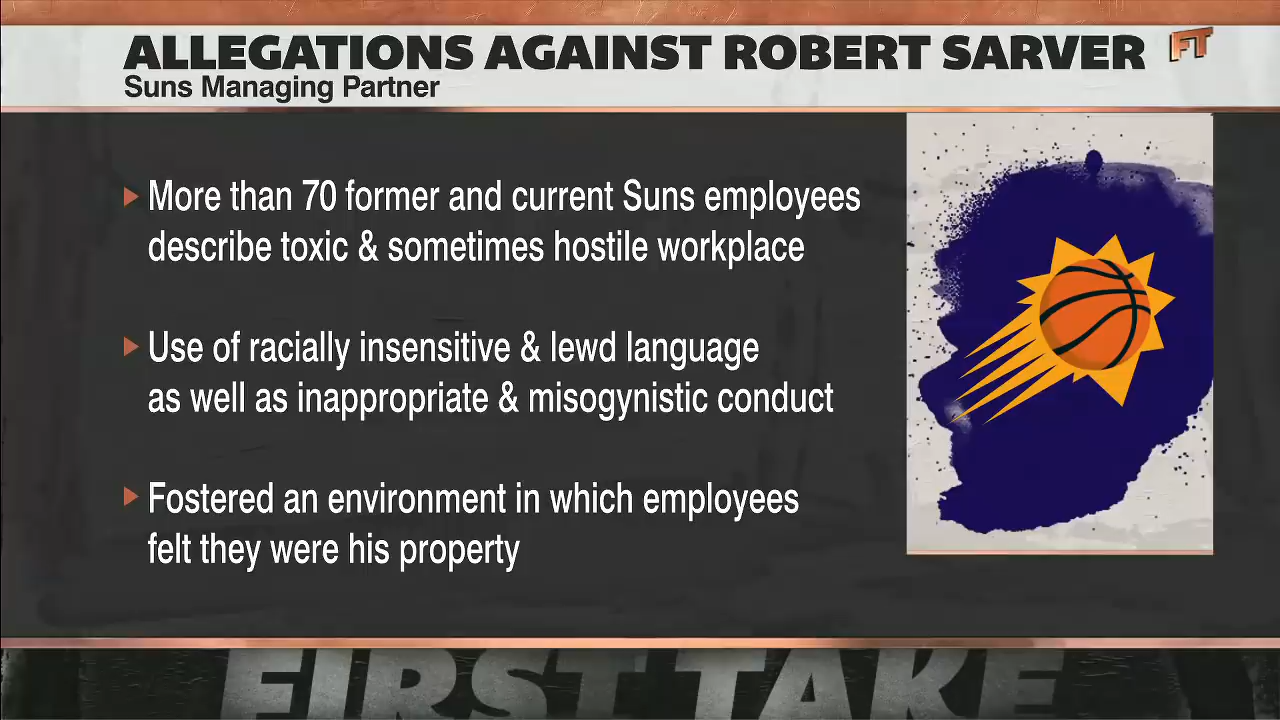 ALLEGATIONS AGAINST ROBERT SARVER
FT
Suns Managing Partner
More than 70 former and current Suns employees
describe toxic & sometimes hostile workplace
Use of racially insensitive & lewd language
as well as inappropriate & misogynistic conduct
Fostered an environment in which employees
felt they were his property
FIRST TAKE